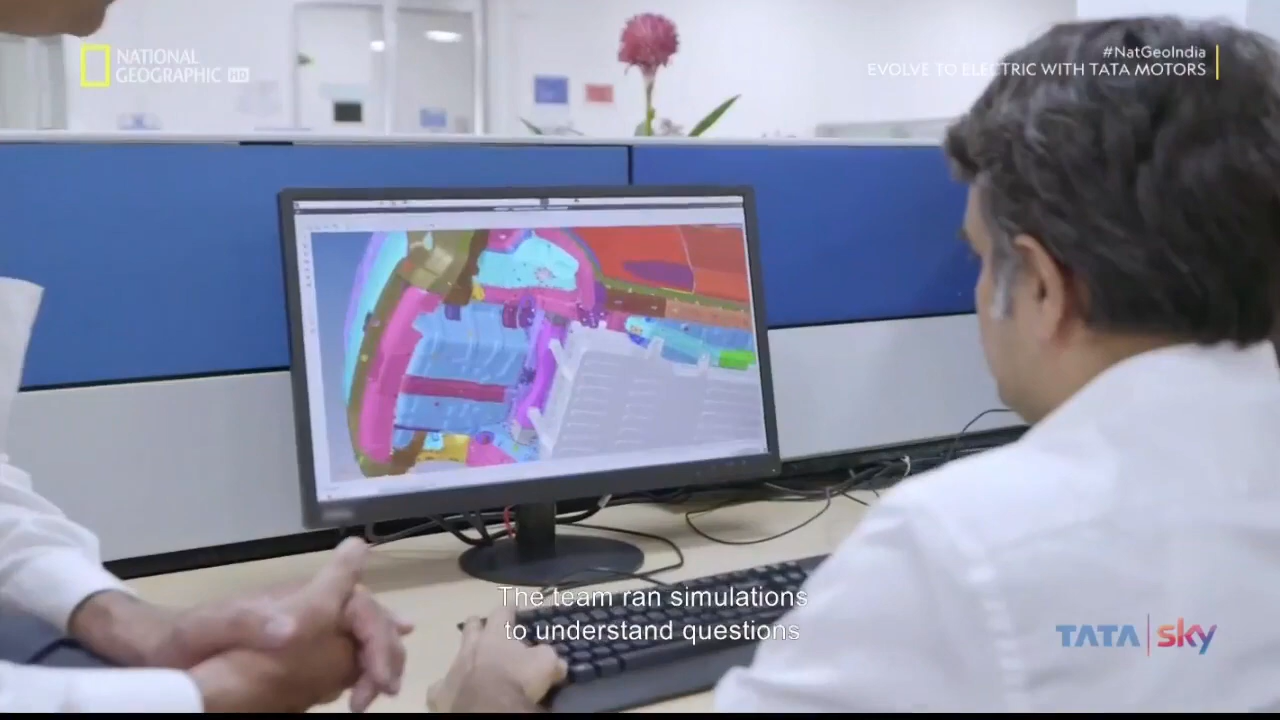 NATIONAL
GEOGRAPHIC HD
#NatGeoIndia
EVOLVE TO ELECTRIC WITH TATA MOTORS
The team ran simulations
to understand questions
TATA sky